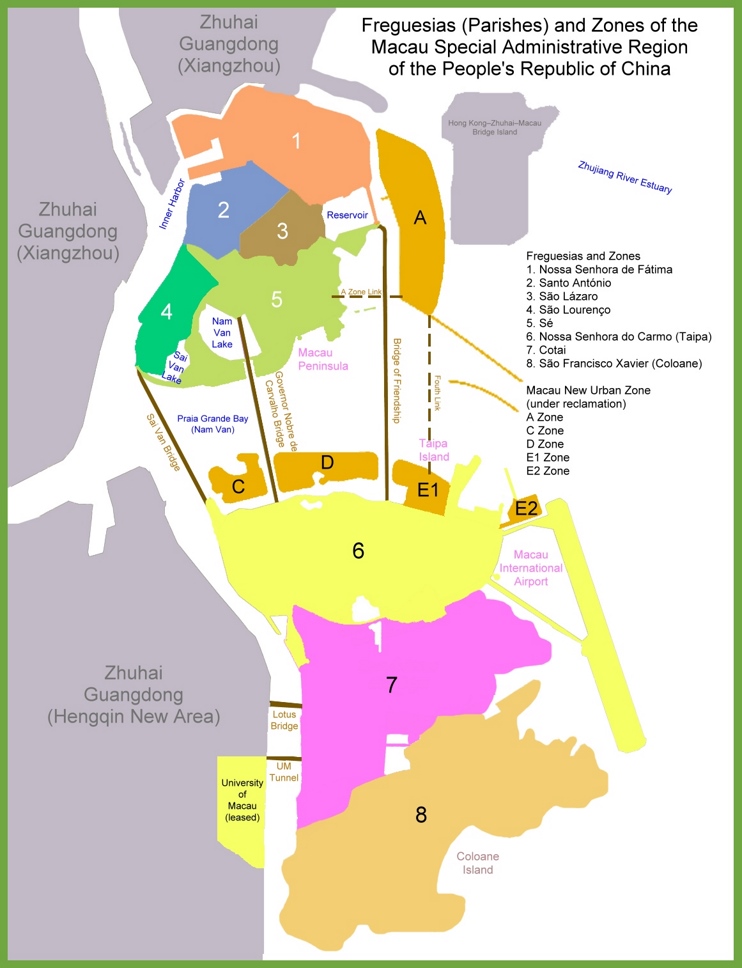 Freguesias (Parishes) and Zones of the
Macau Special Administrative Region
of the People's Republic of China
Zhuhai
Guangdong
(Xiangzhou)
Hong Kong–Zhuhai–Macau
Bridge Island
Zhujiang River Estuary
1
Inner Harbor
2
3
Reservoir
A
Zhuhai
Guangdong
(Xiangzhou)
4
5
A Zone Link
Nam
Van
Lake
Sai
Van
Lake
Macau
Peninsula
Freguesias and Zones
1. Nossa Senhora de Fátima
2. Santo António
3. São Lázaro
4. São Lourenço
5. Sé
6. Nossa Senhora do Carmo (Taipa)
7. Cotai
8. São Francisco Xavier (Coloane)
Macau New Urban Zone
(under reclamation)
A Zone
C Zone
D Zone
E1 Zone
E2 Zone
Sai Van Bridge
Praia Grande Bay
(Nam Van)
Governor Nobre de
Carvalho Bridge
Bridge of Friendship
Fouth Link
Taipa
Island
C
D
E1
E2
6
Macau
International
Airport
7
Zhuhai
Guangdong
(Hengqin New Area)
Lotus
Bridge
UM
Tunnel
University
of
Macau
(leased)
8
Coloane
Island